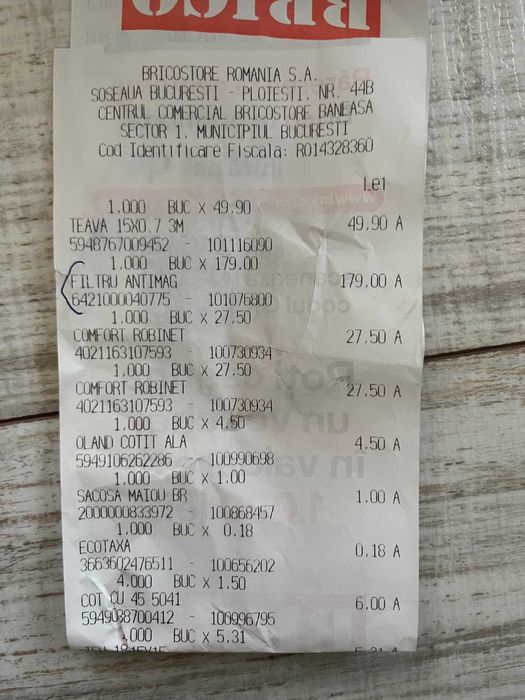 BRICO
BRICOSTORE ROMANIA S.A.
SOSEAUA BUCURESTI - PLOIESTI, NR. 44B
CENTRUL COMERCIAL BRICOSTORE BANEASA
SECTOR 1, MUNICIPIUL BUCURESTI
Cod Identificare Fiscala: RO14328360
Lei
1.000 BUC X 49.90
TEAVA 15X0.7 3M 49.90 A
5948767009452 - 101116090
1.000 BUC X 179.00
FILTRU ANTIMAG 179.00 A
6421000040775 - 101076800
1.000 BUC X 27.50
COMFORT ROBINET 27.50 A
4021163107593 - 100730934
1.000 BUC X 27.50
COMFORT ROBINET 27.50 A
4021163107593 - 100730934
1.000 BUC X 4.50
OLAND COTIT ALA 4.50 A
5949106262286 - 100990698
1.000 BUC X 1.00
SACOSA MAIOU BR 1.00 A
2000000833972 - 100868457
1.000 BUC X 0.18
ECOTAXA 0.18 A
3663602476511 - 100656202
4.000 BUC X 1.50
COT CU 45 5041 6.00 A
5949038700412 - 100096795
.000 BUC X 5.31
5.31 A